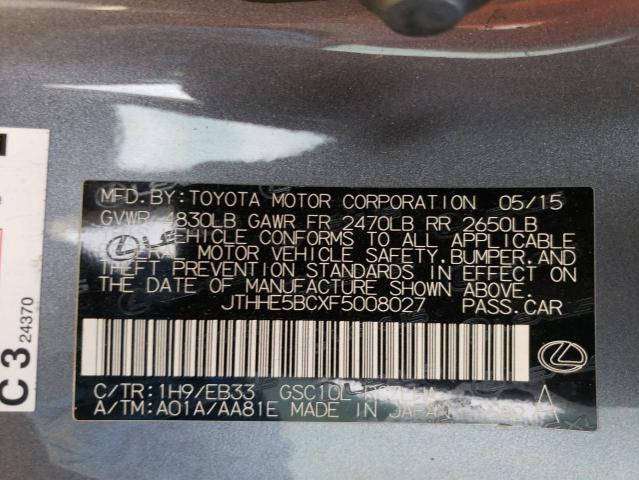 MFD.BY:TOYOTA MOTOR CORPORATION 05/15
GVWR 4830LB GAWR FR 2470LB RR 2650LB
VEHICLE CONFORMS TO ALL APPLICABLE
MOTOR VEHICLE SAFETY,BUMPER,AND
THEFT PREVENTION STANDARDS IN EFFECT ON
THE DATE OF MANUFACTURE SHOWN ABOVE.
JTHHE5BCXF5008027 PASS.CAR
C/TR:1H9/EB33 GSC10L-
A/TM:A01A/AA81E MADE IN JAPAN
C3
24370